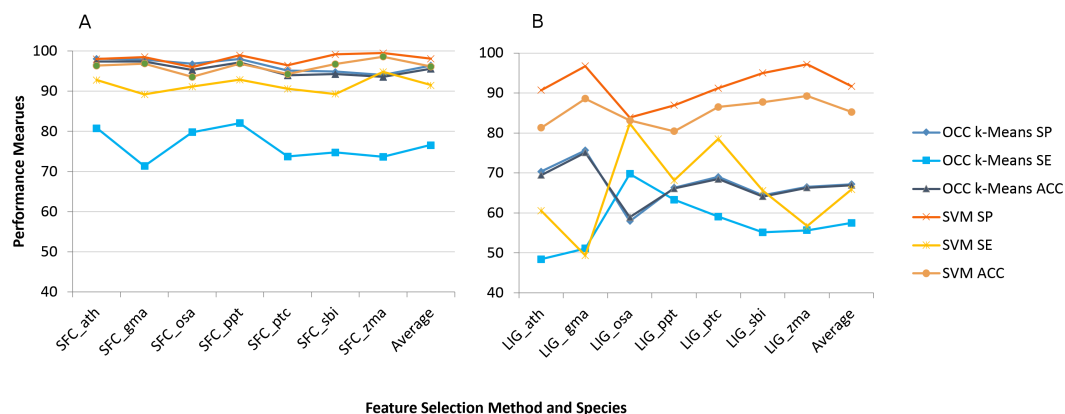 A
B
Performance Mearues
100
90
80
70
60
50
40
SFC_ath
SFC_gma
SFC_osa
SFC_ppt
SFC_ptc
SFC_sbi
SFC_zma
Average
100
90
80
70
60
50
40
LIG_ath
LIG_gma
LIG_osa
LIG_ppt
LIG_ptc
LIG_sbi
LIG_zma
Average
OCC k-Means SP
OCC k-Means SE
OCC k-Means ACC
SVM SP
SVM SE
SVM ACC
Feature Selection Method and Species